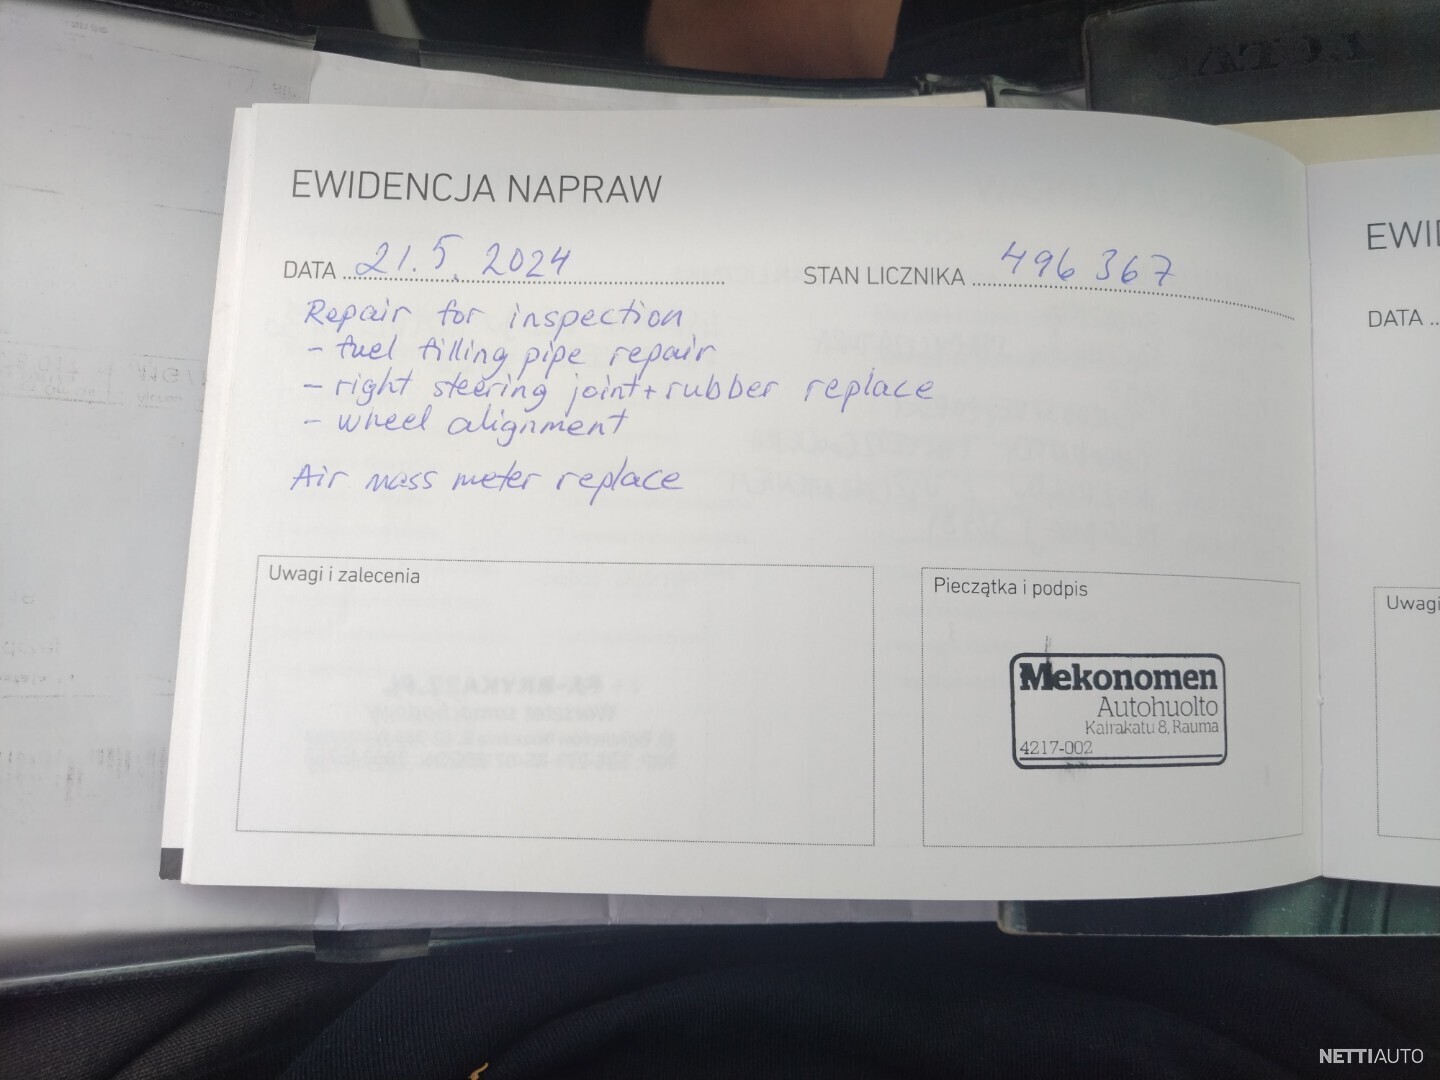 EWIDENCJA NAPRAW
DATA 21.5.2024
STAN LICZNIKA 496 367
Repair for inspection
- fuel filling pipe repair
- right steering joint + rubber replace
- wheel alignment
Air mass meter replace
Uwagi i zalecenia
Pieczątka i podpis
Mekonomen
Autohuolto
Kairakatu 8, Rauma
4217-002
EWI
DATA
Uwagi
NETTIAUTO